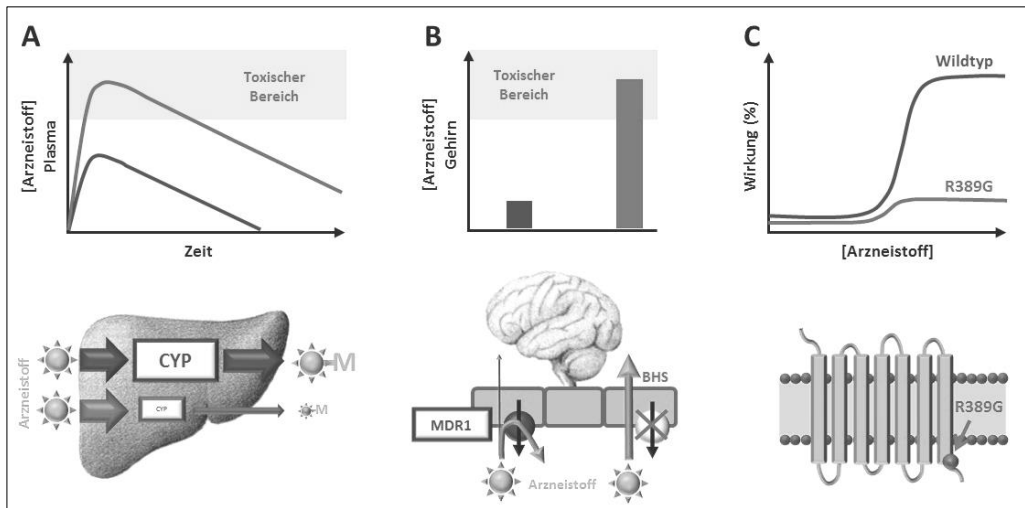 A
[Arzneistoff]
Plasma
Toxischer
Bereich
Zeit
Arzneistoff
CYP
M
CYP
M
B
[Arzneistoff]
Gehirn
Toxischer
Bereich
BHS
MDR1
Arzneistoff
C
Wirkung (%)
Wildtyp
R389G
[Arzneistoff]
R389G